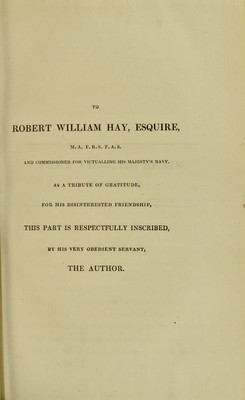 TO
ROBERT WILLIAM HAY, ESQUIRE,
M.A. F.R.S. F.A.S.
AND COMMISSIONER FOR VICTUALLING HIS MAJESTY'S NAVY,
AS A TRIBUTE OF GRATITUDE,
FOR HIS DISINTERESTED FRIENDSHIP,
THIS PART IS RESPECTFULLY INSCRIBED,
BY HIS VERY OBEDIENT SERVANT,
THE AUTHOR.